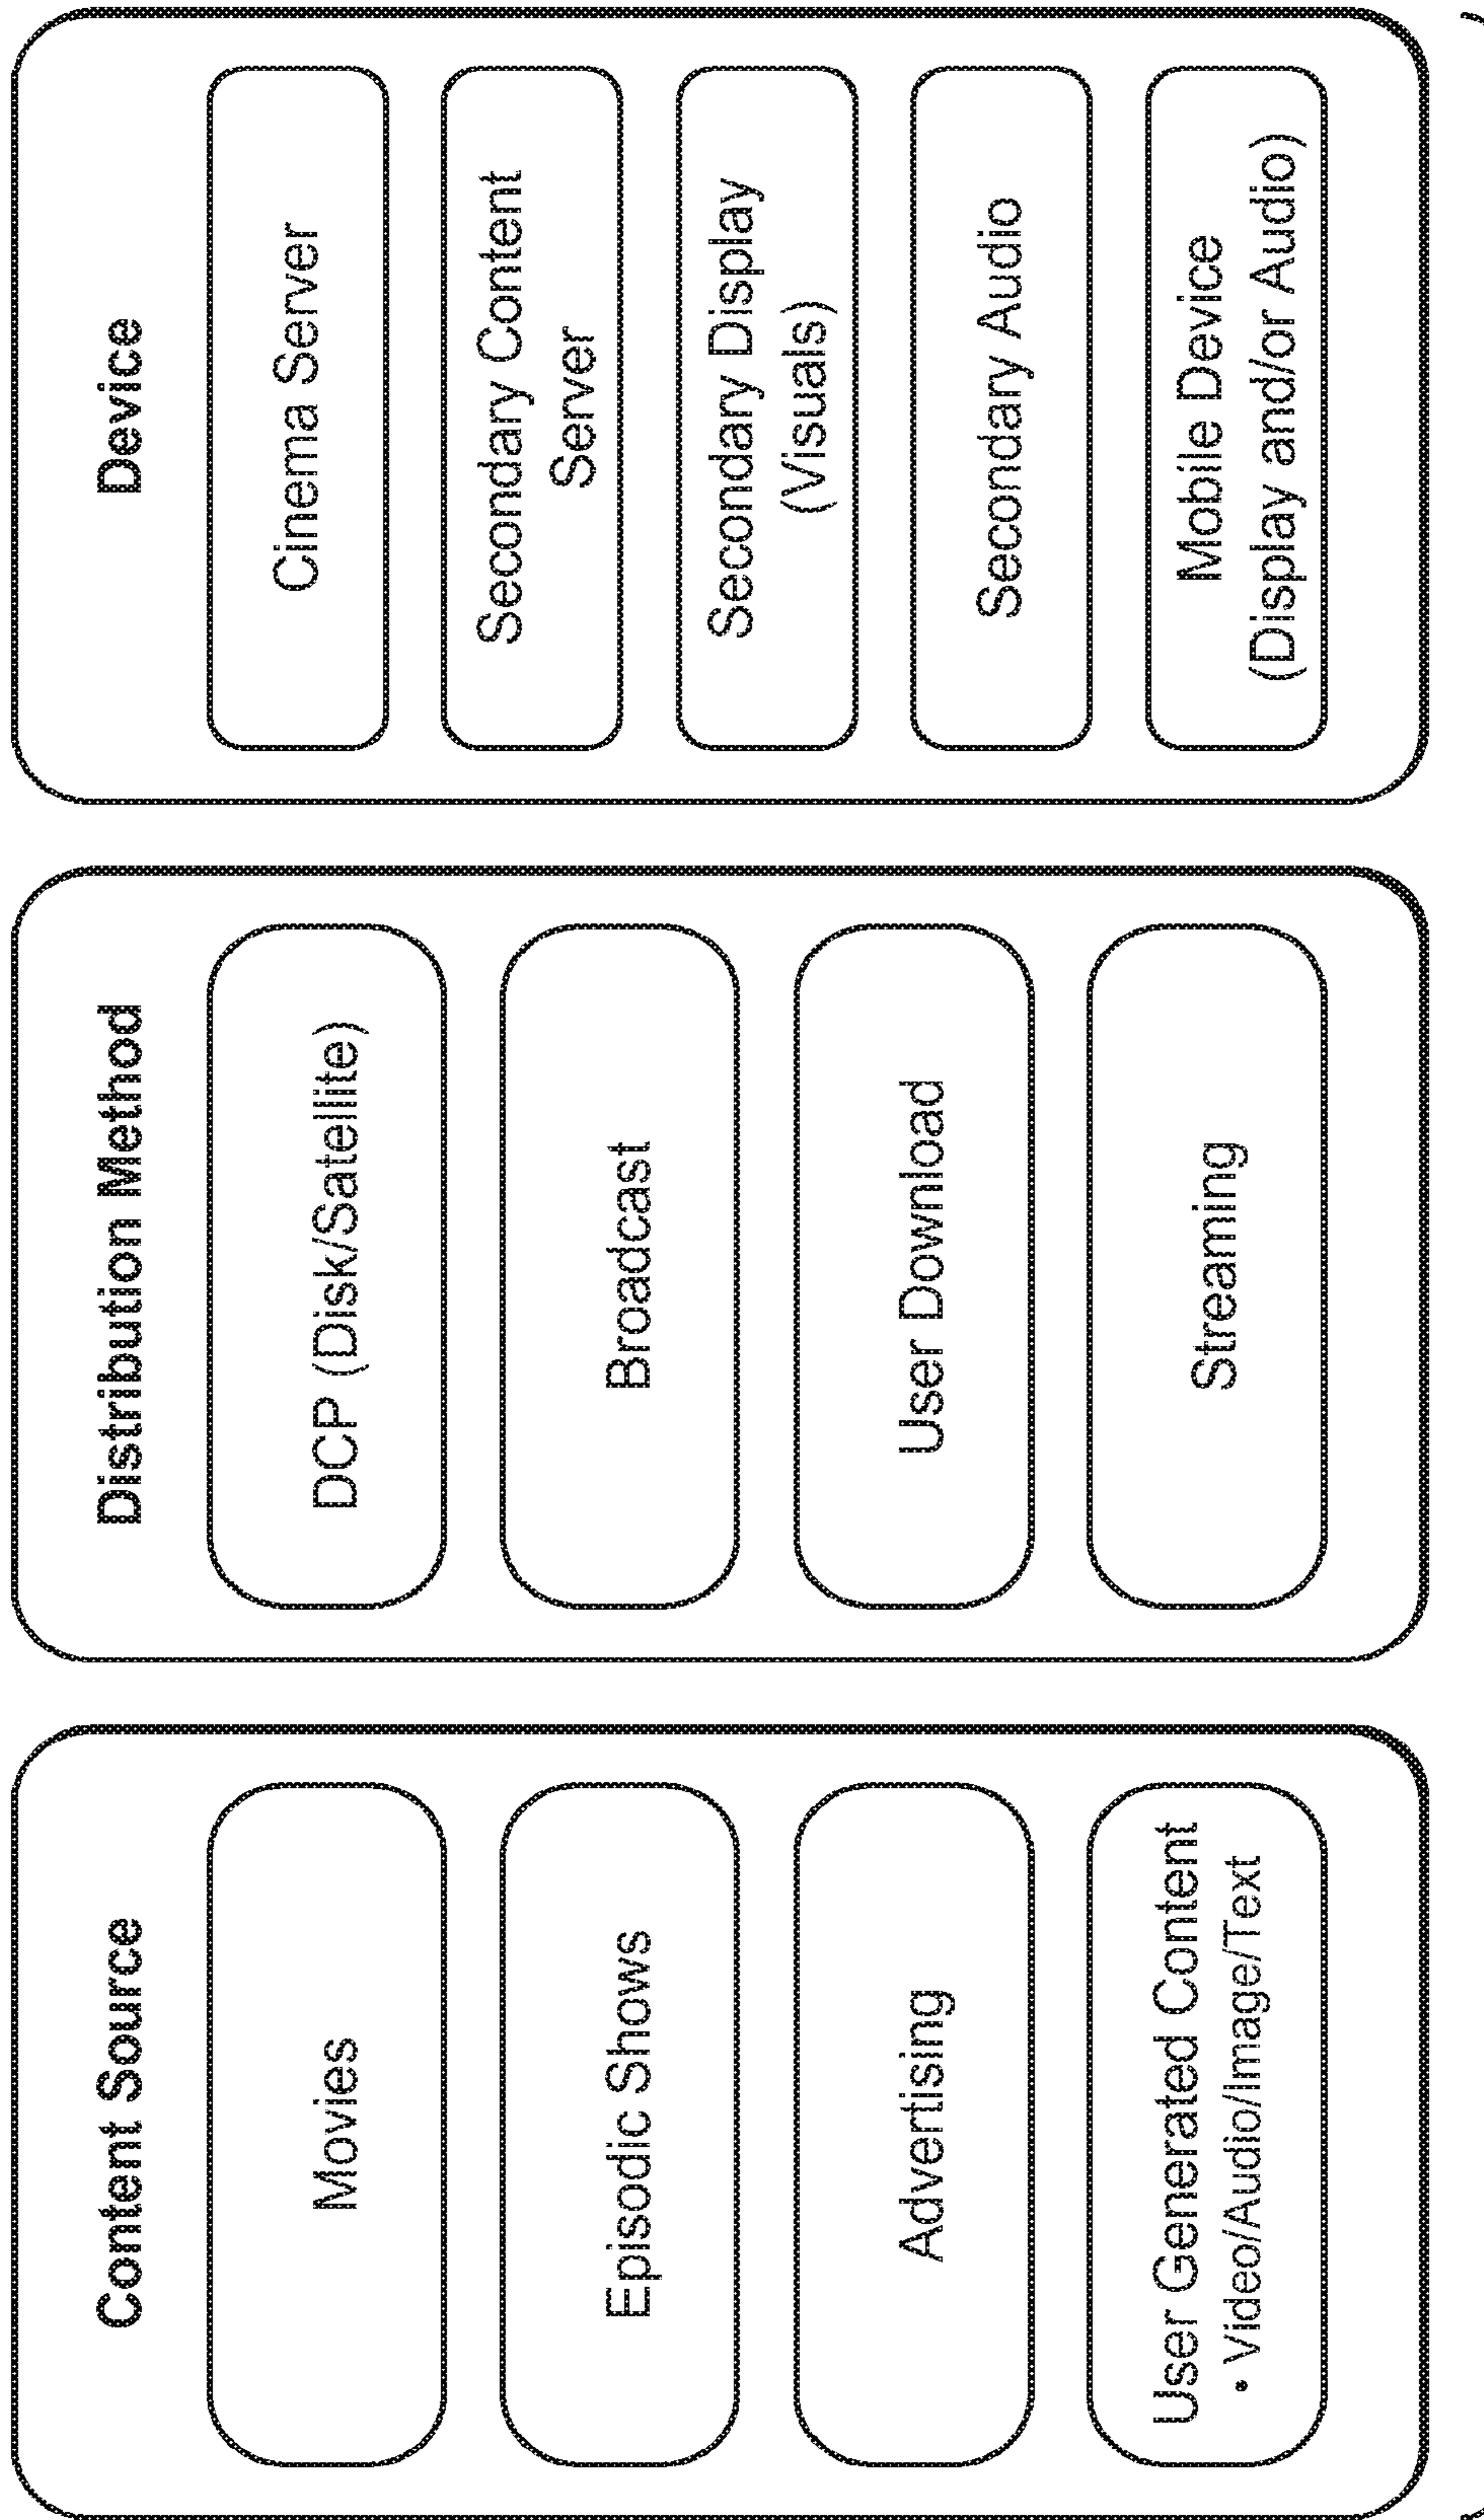 Content Source
Movies
Episodic Shows
Advertising
User Generated Content
• Video/Audio/Image/Text
Distribution Method
DCP (Disk/Satellite)
Broadcast
User Download
Streaming
Device
Cinema Server
Secondary Content
Server
Secondary Display
(Visuals)
Secondary Audio
Mobile Device
(Display and/or Audio)